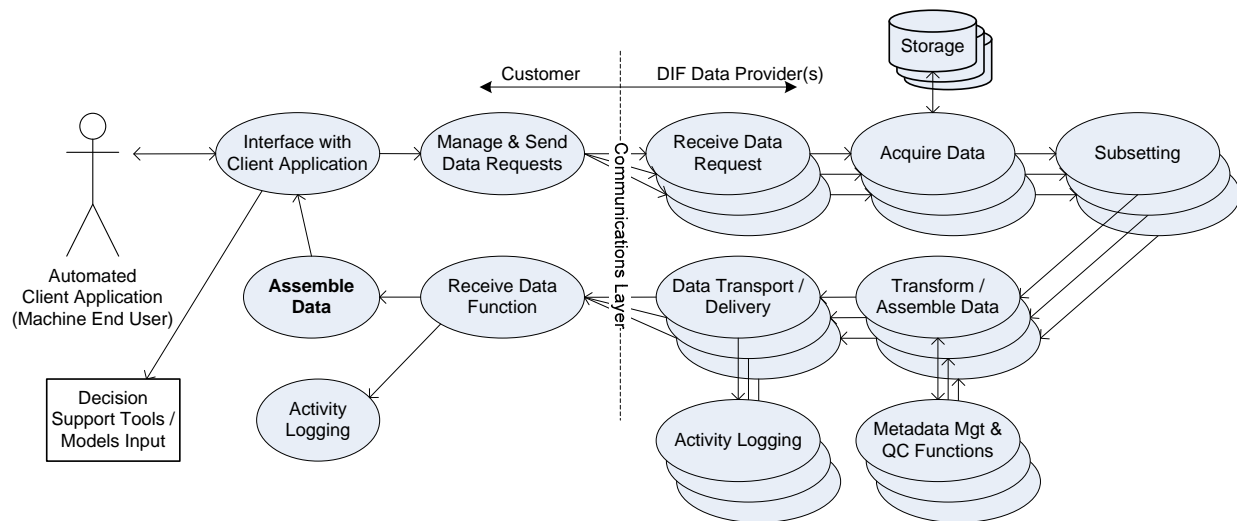 Storage
Customer
DIF Data Provider(s)
Interface with
Client Application
Manage & Send
Data Requests
Communications Layer
Receive Data
Request
Acquire Data
Subsetting
Automated
Client Application
(Machine End User)
Assemble
Data
Receive Data
Function
Data Transport /
Delivery
Transform /
Assemble Data
Decision
Support Tools /
Models Input
Activity
Logging
Activity Logging
Metadata Mgt &
QC Functions